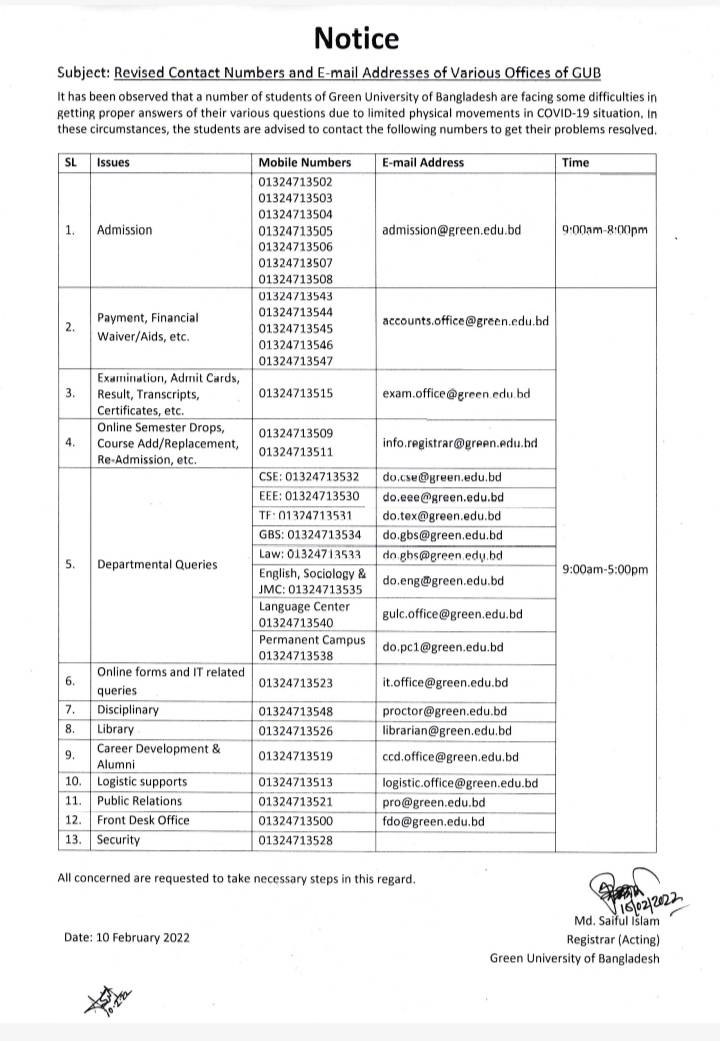 Notice
Subject: Revised Contact Numbers and E-mail Addresses of Various Offices of GUB
It has been observed that a number of students of Green University of Bangladesh are facing some difficulties in
getting proper answers of their various questions due to limited physical movements in COVID-19 situation. In
these circumstances, the students are advised to contact the following numbers to get their problems resolved.
SL Issues Mobile Numbers E-mail Address Time
1. Admission
01324713502
01324713503
01324713504
01324713505
01324713506
01324713507
01324713508
admission@green.edu.bd
9:00am-8:00pm
2.
Payment, Financial
Waiver/Aids, etc.
01324713543
01324713544
01324713545
01324713546
01324713547
accounts.office@green.edu.bd
3.
Examination, Admit Cards,
Result, Transcripts,
Certificates, etc.
01324713515
exam.office@green.edu.bd
4.
Online Semester Drops,
Course Add/Replacement,
Re-Admission, etc.
01324713509
01324713511
info.registrar@green.edu.bd
5. Departmental Queries
CSE: 01324713532 do.cse@green.edu.bd
EEE: 01324713530 do.eee@green.edu.bd
TF: 01324713531 do.tex@green.edu.bd
GBS: 01324713534 do.gbs@green.edu.bd
Law: 01324713533 do.gbs@green.edu.bd
English, Sociology &
JMC: 01324713535
do.eng@green.edu.bd
Language Center
01324713540
gulc.office@green.edu.bd
Permanent Campus
01324713538
do.pc1@green.edu.bd
9:00am-5:00pm
6.
Online forms and IT related
queries
01324713523
it.office@green.edu.bd
7. Disciplinary 01324713548 proctor@green.edu.bd
8. Library 01324713526 librarian@green.edu.bd
9.
Career Development &
Alumni
01324713519
ccd.office@green.edu.bd
10. Logistic supports 01324713513 logistic.office@green.edu.bd
11. Public Relations 01324713521 pro@green.edu.bd
12. Front Desk Office 01324713500 fdo@green.edu.bd
13. Security 01324713528
All concerned are requested to take necessary steps in this regard.
Md. Saiful Islam
Date: 10 February 2022
Registrar (Acting)
Green University of Bangladesh